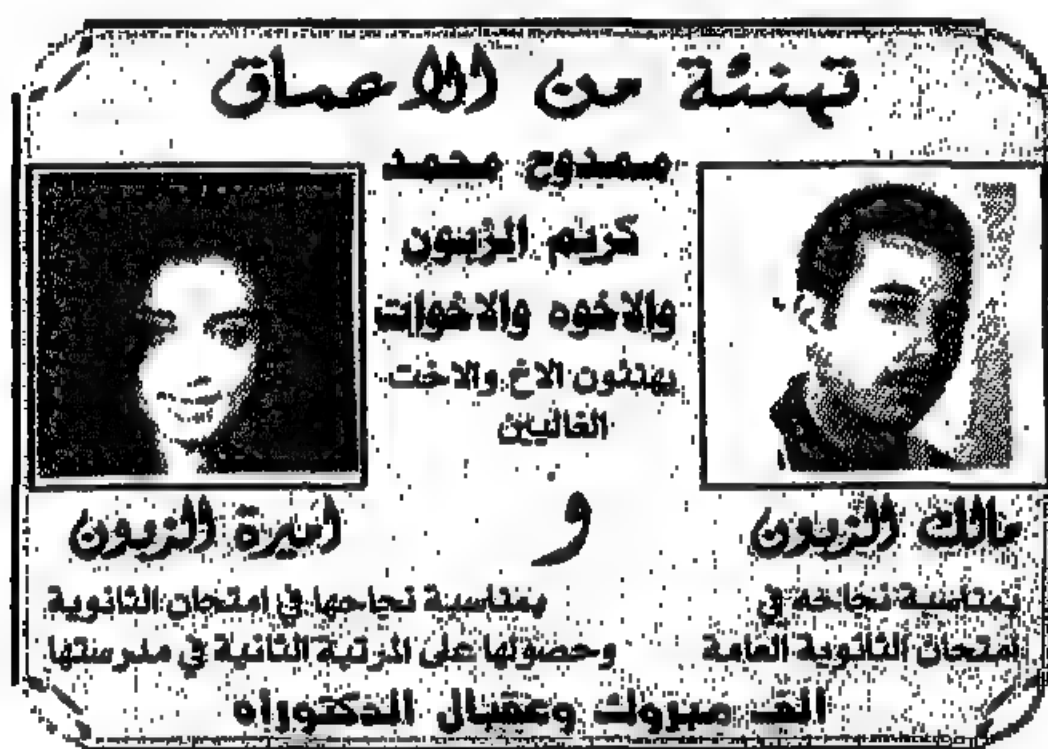 تهنئة من الاعماق
ممدوح محمد
كريم الزبون
والاخوه والاخوات
يهنئون الاخ والاخت
الغاليين
مالك الزبون
و
اميرة الزبون
بمناسبة نجاحه في
امتحان الثانوية العامة
بمناسبة نجاحها في امتحان الثانوية
وحصولها على المرتبة الثانية في مدرستها
الف مبروك وعقبال الدكتوراه